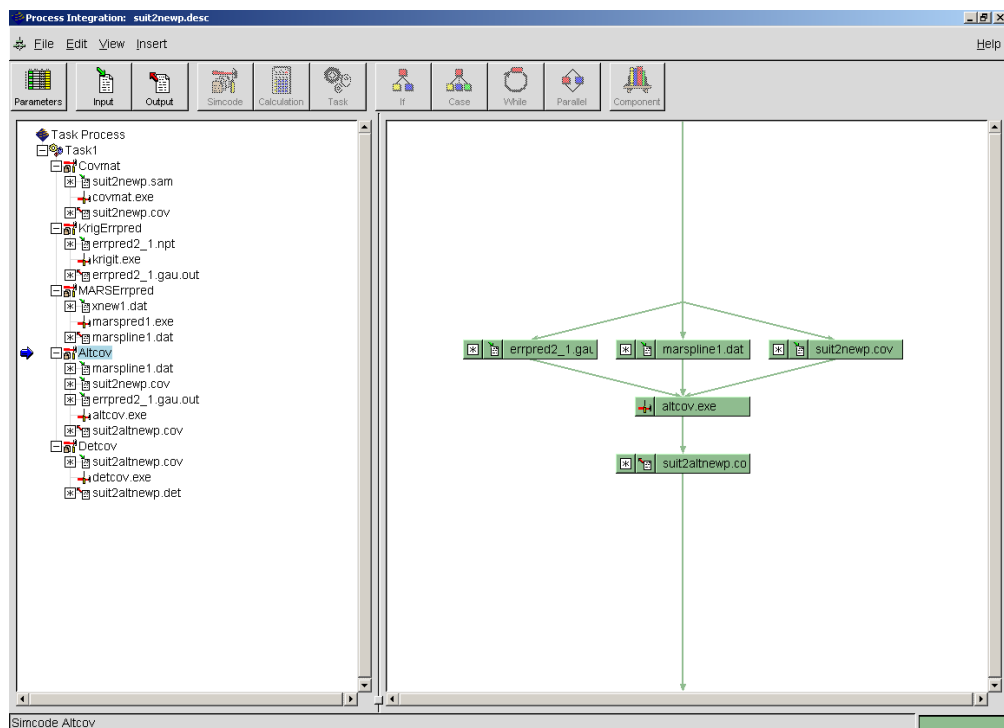 Process Integration: suit2newp.desc
File Edit View Insert Help
Parameters Input Output Simcode Calculation Task If Case While Parallel Component
Task Process
Task1
Covmat
suit2newp.sam
covmat.exe
suit2newp.cov
KrigErrpred
errpred2_1.npt
krigit.exe
errpred2_1.gau.out
MARSErrpred
xnew1.dat
marspred1.exe
marspline1.dat
Altcov
marspline1.dat
suit2newp.cov
errpred2_1.gau.out
altcov.exe
suit2altnewp.cov
Detcov
suit2altnewp.cov
detcov.exe
suit2altnewp.det
errpred2_1.gau marspline1.dat suit2newp.cov
altcov.exe
suit2altnewp.co
Simcode Altcov